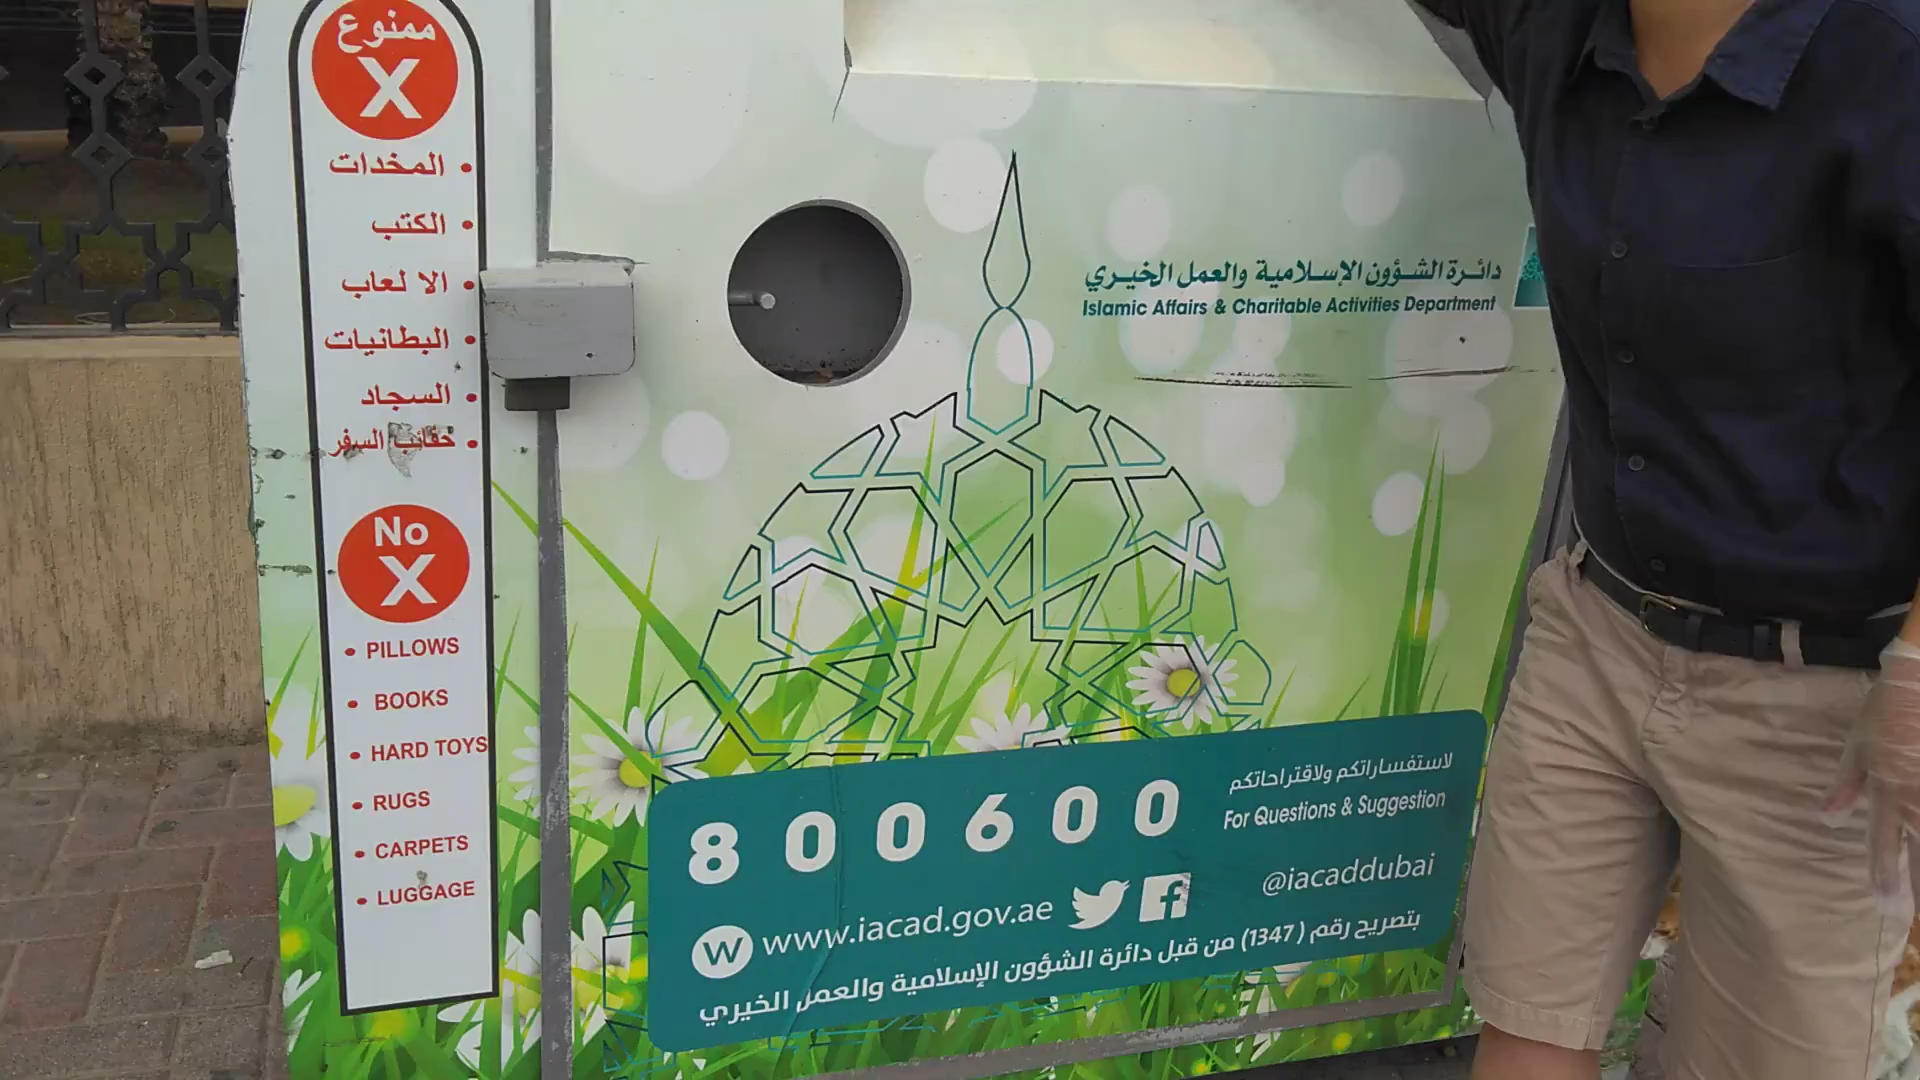 ممنوع
X
• المخدات
• الكتب
• الا لعاب
• البطانيات
• السجاد
• حقائب السفر
No
X
• PILLOWS
• BOOKS
• HARD TOYS
• RUGS
• CARPETS
• LUGGAGE
دائرة الشؤون الإسلامية والعمل الخيري
Islamic Affairs & Charitable Activities Department
800600
لاستفساراتكم ولاقتراحاتكم
For Questions & Suggestion
W www.iacad.gov.ae
@iacaddubai
بتصريح رقم (1347) من قبل دائرة الشؤون الإسلامية والعمل الخيري